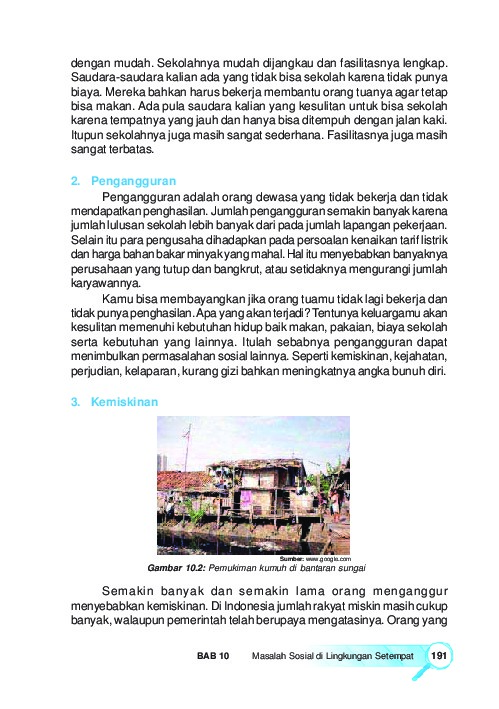 dengan mudah. Sekolahnya mudah dijangkau dan fasilitasnya lengkap.
Saudara-saudara kalian ada yang tidak bisa sekolah karena tidak punya
biaya. Mereka bahkan harus bekerja membantu orang tuanya agar tetap
bisa makan. Ada pula saudara kalian yang kesulitan untuk bisa sekolah
karena tempatnya yang jauh dan hanya bisa ditempuh dengan jalan kaki.
Itupun sekolahnya juga masih sangat sederhana. Fasilitasnya juga masih
sangat terbatas.
2. Pengangguran
Pengangguran adalah orang dewasa yang tidak bekerja dan tidak
mendapatkan penghasilan. Jumlah pengangguran semakin banyak karena
jumlah lulusan sekolah lebih banyak dari pada jumlah lapangan pekerjaan.
Selain itu para pengusaha dihadapkan pada persoalan kenaikan tarif listrik
dan harga bahan bakar minyak yang mahal. Hal itu menyebabkan banyaknya
perusahaan yang tutup dan bangkrut, atau setidaknya mengurangi jumlah
karyawannya.
Kamu bisa membayangkan jika orang tuamu tidak lagi bekerja dan
tidak punya penghasilan. Apa yang akan terjadi? Tentunya keluargamu akan
kesulitan memenuhi kebutuhan hidup baik makan, pakaian, biaya sekolah
serta kebutuhan yang lainnya. Itulah sebabnya pengangguran dapat
menimbulkan permasalahan sosial lainnya. Seperti kemiskinan, kejahatan,
perjudian, kelaparan, kurang gizi bahkan meningkatnya angka bunuh diri.
3. Kemiskinan
Sumber: www.google.com
Gambar 10.2: Pemukiman kumuh di bantaran sungai
Semakin banyak dan semakin lama orang menganggur
menyebabkan kemiskinan. Di Indonesia jumlah rakyat miskin masih cukup
banyak, walaupun pemerintah telah berupaya mengatasinya. Orang yang
BAB 10 Masalah Sosial di Lingkungan Setempat 191